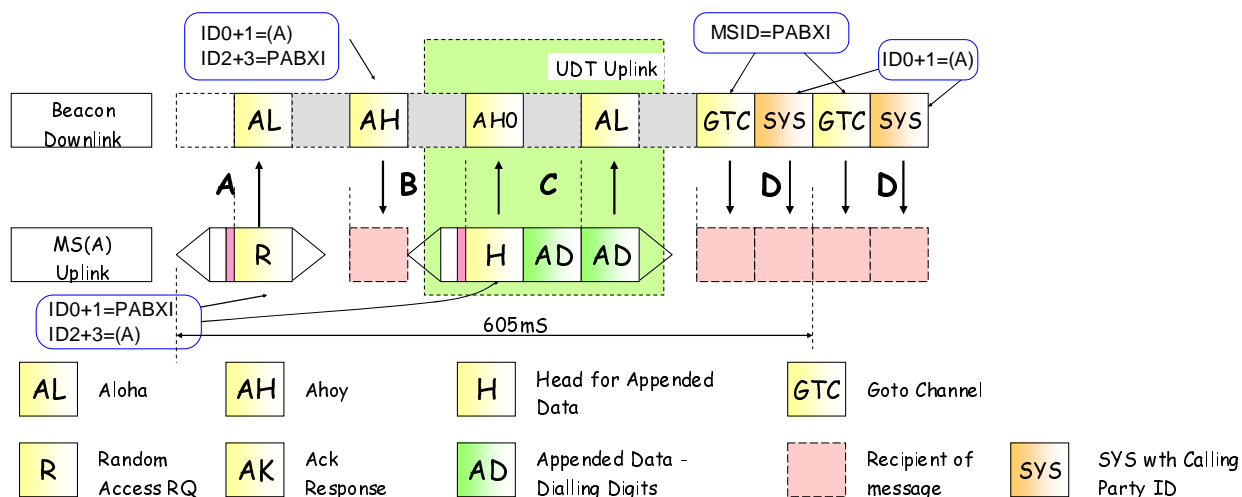 ID0+1=(A)
ID2+3=PABXI
MSID=PABXI
ID0+1=(A)
UDT Uplink
Beacon
Downlink
AL
AH
AH0
AL
GTC
SYS
GTC
SYS
A
B
C
D
D
MS(A)
Uplink
R
H
AD
AD
ID0+1=PABXI
ID2+3=(A)
605mS
AL
Aloha
AH
Ahoy
H
Head for Appended
Data
GTC
Goto Channel
R
Random
Access RQ
AK
Ack
Response
AD
Appended Data -
Dialling Digits
Recipient of
message
SYS
SYS wth Calling
Party ID